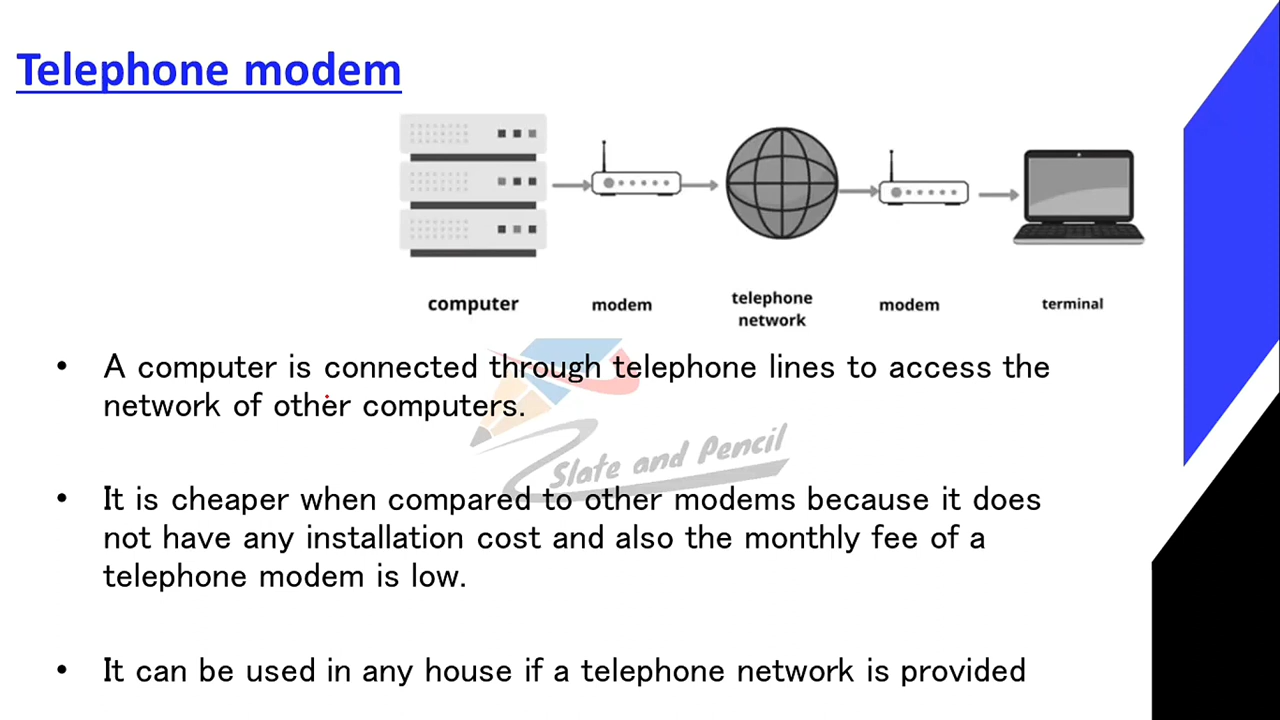 Telephone modem
computer
modem
telephone
network
modem
terminal
• A computer is connected through telephone lines to access the
network of other computers.
Slate and Pencil
• It is cheaper when compared to other modems because it does
not have any installation cost and also the monthly fee of a
telephone modem is low.
• It can be used in any house if a telephone network is provided